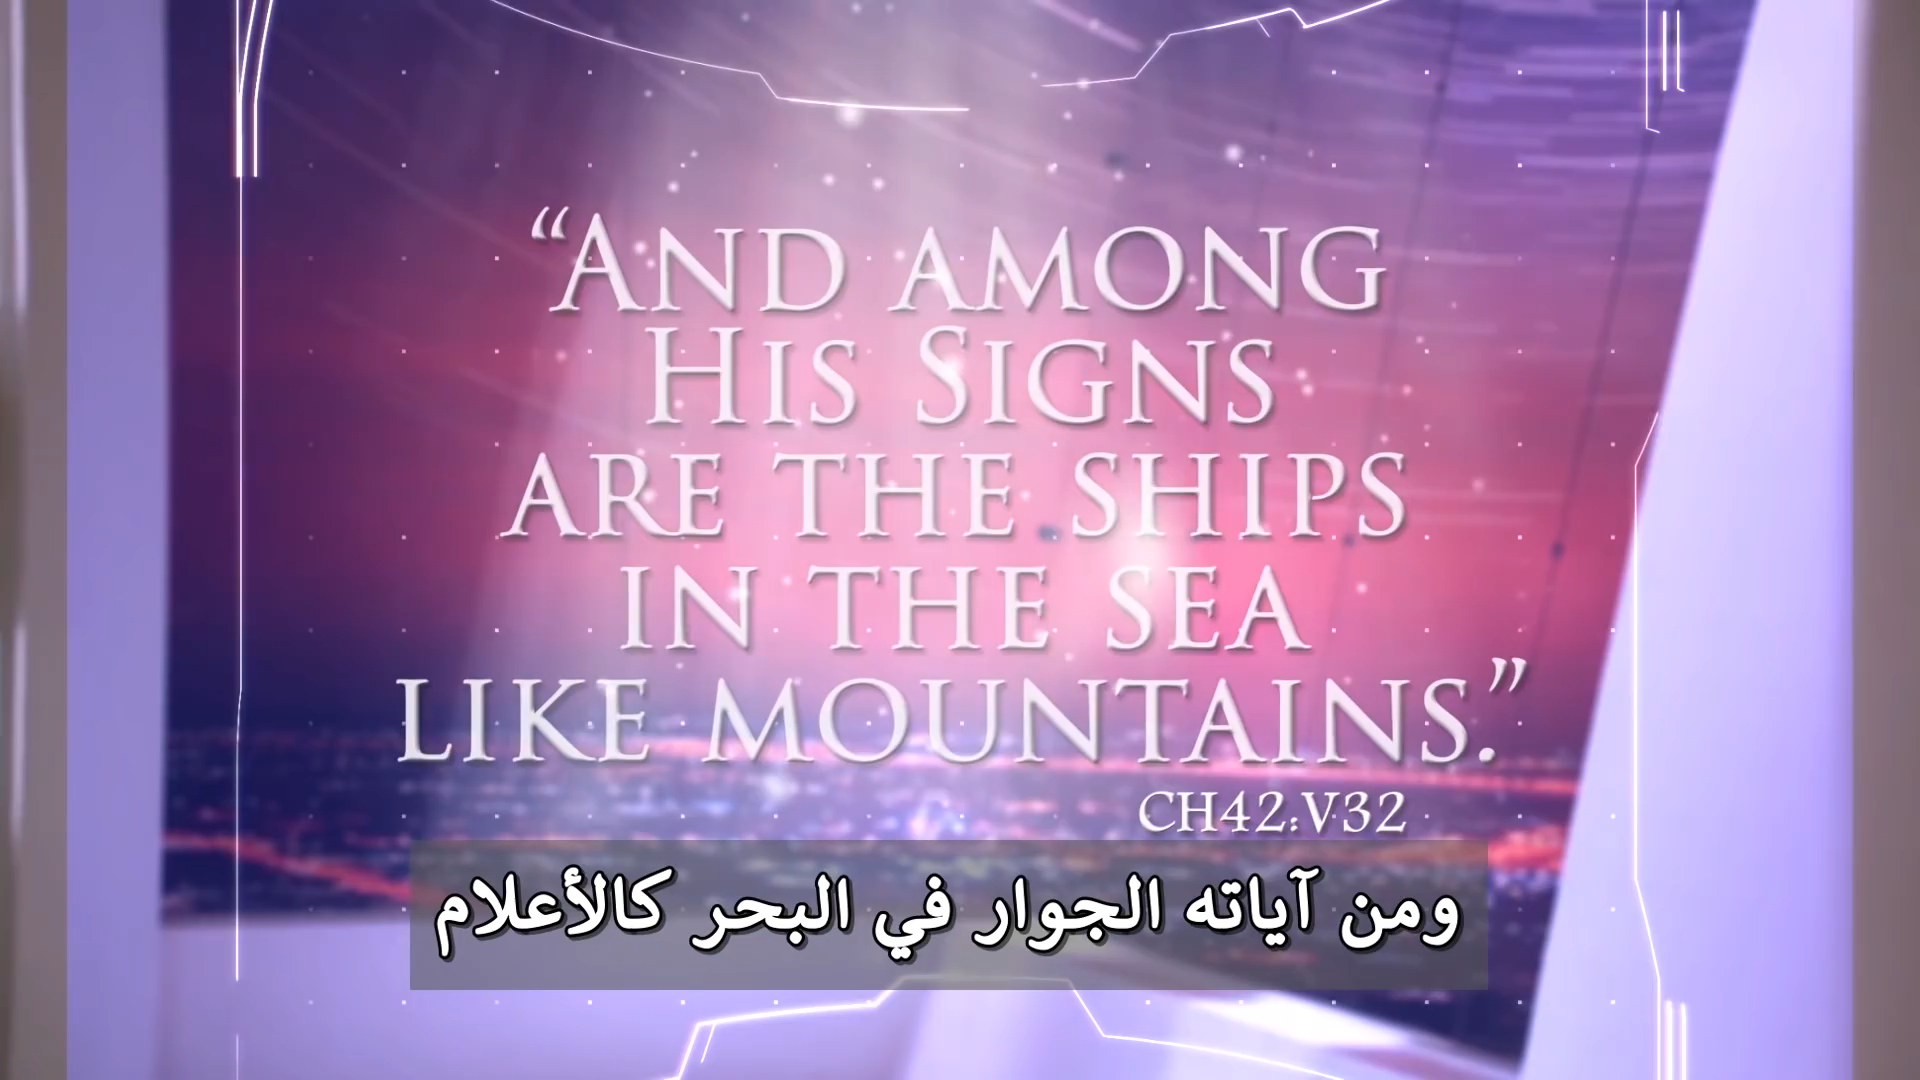 “And among
His Signs
are the ships
in the sea
like mountains.”
CH42:V32
ومن آياته الجوار في البحر كالأعلام